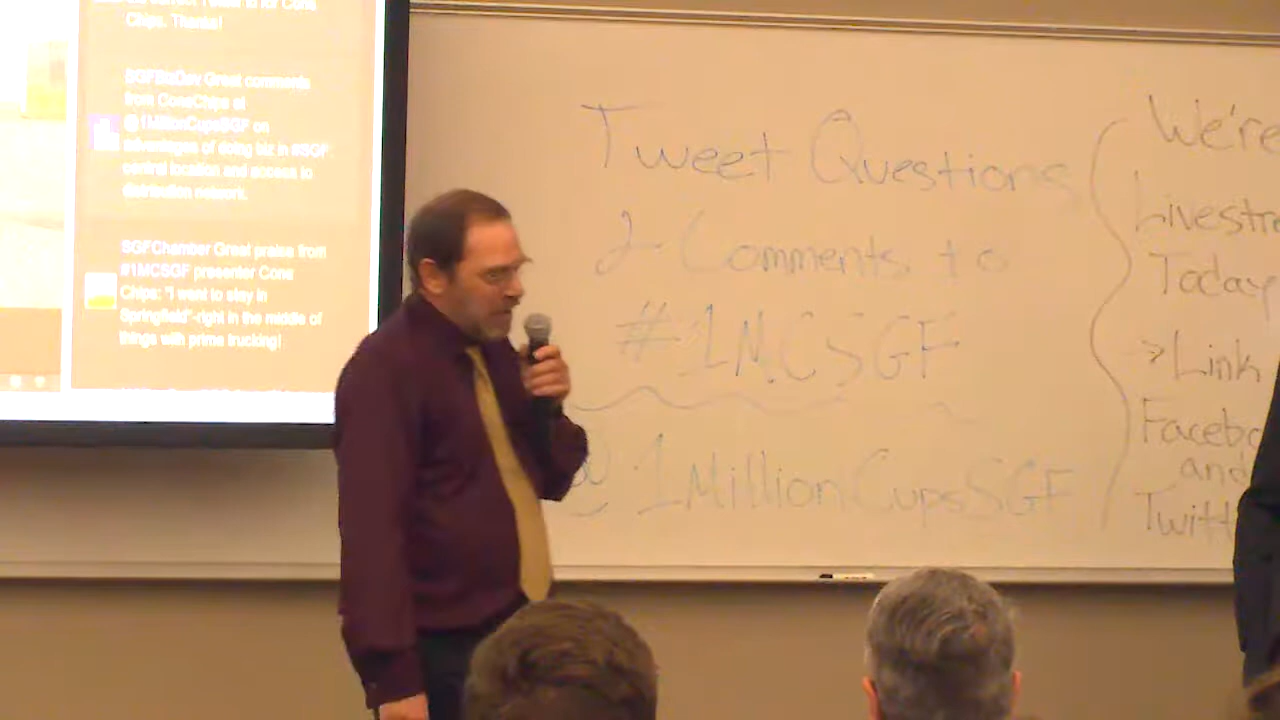 Chips. Thanks!
SGFBizDev Great comments
from ConeChips at
@1MillionCupsSGF on
advantages of doing biz in #SGF:
central location and access to
distribution network.
SGFChamber Great praise from
#1MCSGF presenter Cone
Chips: "I want to stay in
Springfield"-right in the middle of
things with prime trucking!
Tweet Questions
& Comments to
#1MCSGF
@1MillionCupsSGF
We're
Livestre
Today
>Link
Facebo
and
Twitt